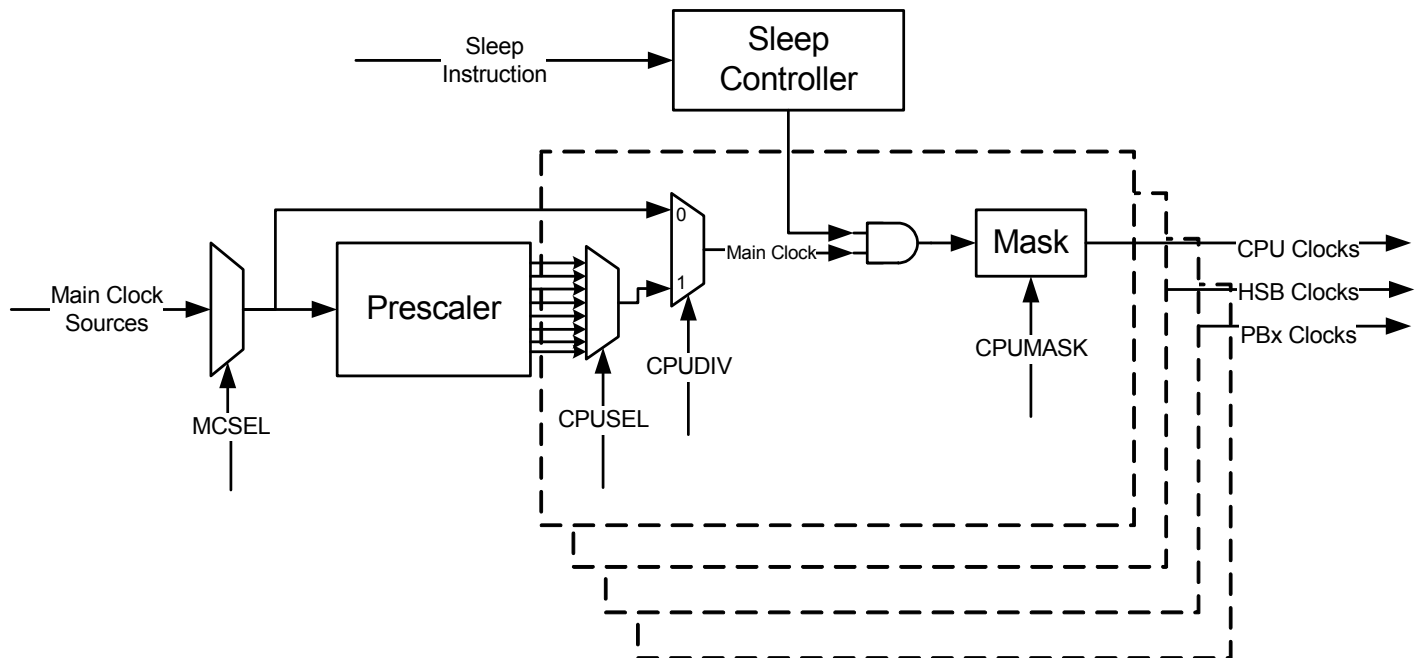 Sleep
Instruction
Sleep
Controller
0
Main Clock
Mask
CPU Clocks
Main Clock
Sources
Prescaler
1
HSB Clocks
PBx Clocks
CPUDIV
CPUMASK
MCSEL
CPUSEL